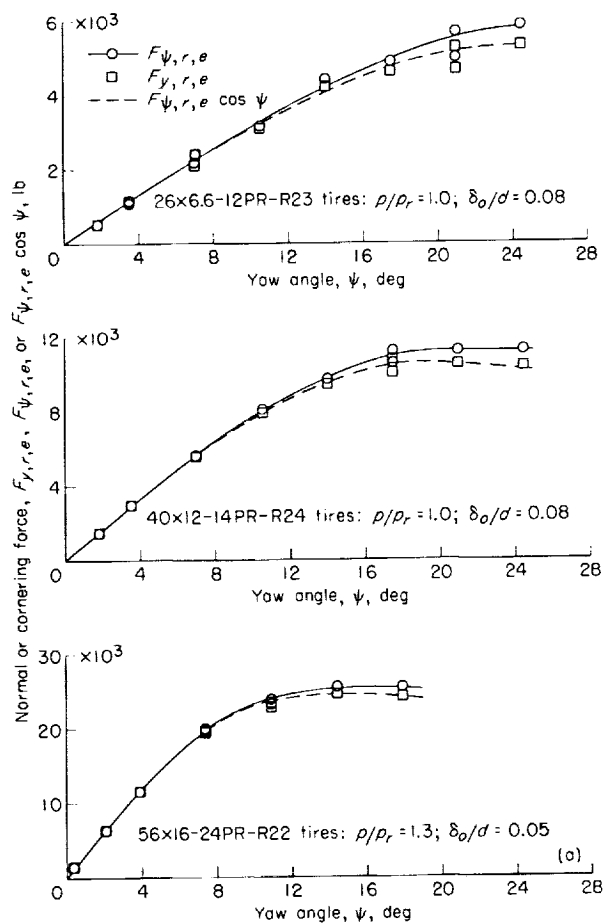 Normal or cornering force, F_y,r,e, F_ψ,r,e, or F_ψ,r,e cos ψ, lb
6 ×10³
F_ψ,r,e
F_y,r,e
F_ψ,r,e cos ψ
4
2
26×6.6-12PR-R23 tires: p/p_r = 1.0; δ_o/d = 0.08
0 4 8 12 16 20 24 28
Yaw angle, ψ, deg
12 ×10³
8
4
40×12-14PR-R24 tires: p/p_r = 1.0; δ_o/d = 0.08
0 4 8 12 16 20 24 28
Yaw angle, ψ, deg
30 ×10³
20
10
56×16-24PR-R22 tires: p/p_r = 1.3; δ_o/d = 0.05
(a)
0 4 8 12 16 20 24 28
Yaw angle, ψ, deg